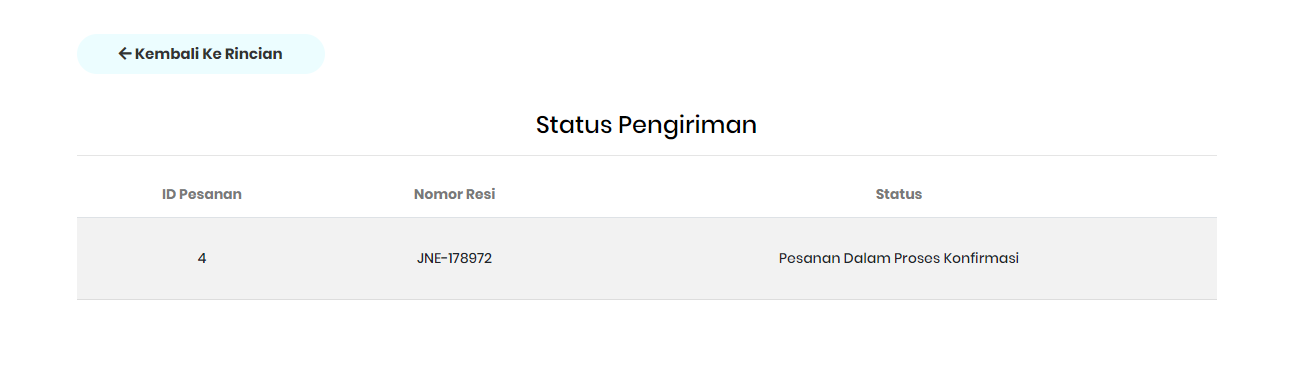 Kembali Ke Rincian
Status Pengiriman
ID Pesanan Nomor Resi Status
4 JNE-178972 Pesanan Dalam Proses Konfirmasi